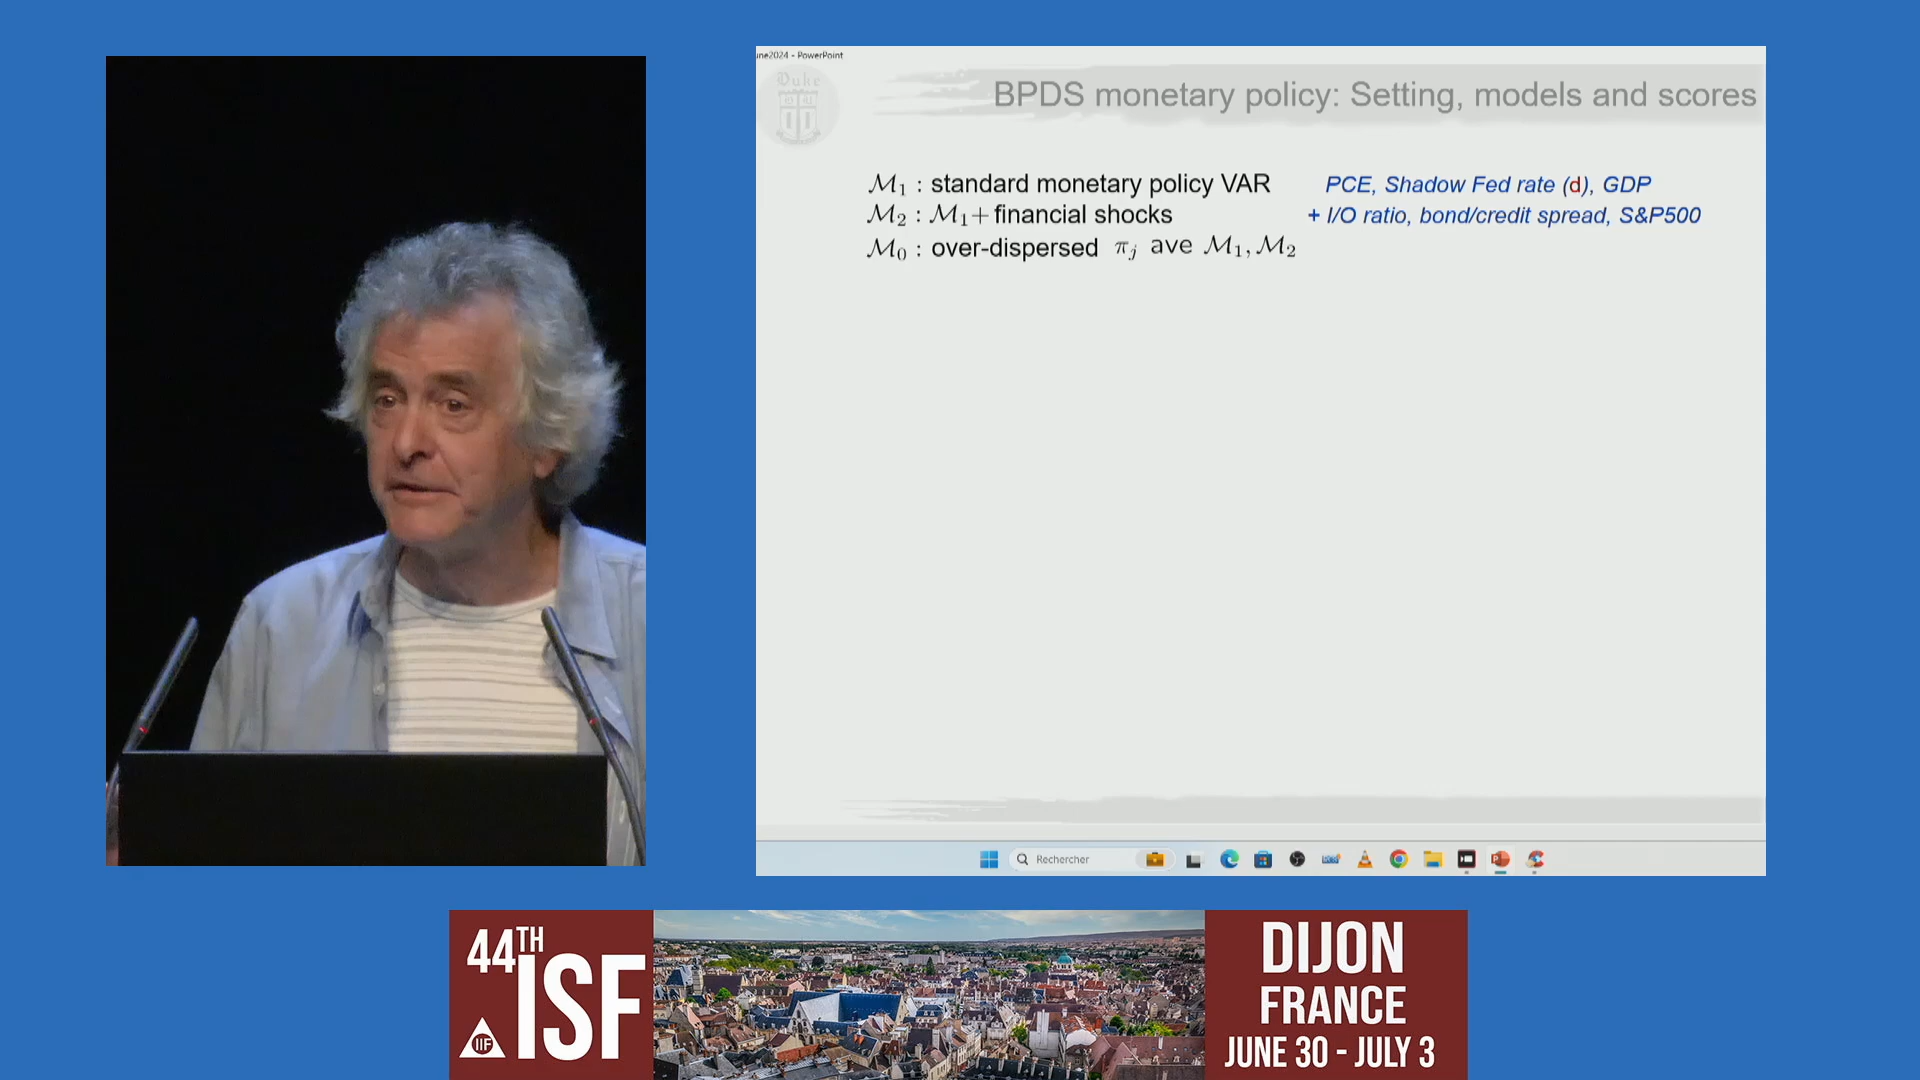 une2024 - PowerPoint
Duke
BPDS monetary policy: Setting, models and scores
ℳ₁ : standard monetary policy VAR PCE, Shadow Fed rate (d), GDP
ℳ₂ : ℳ₁+ financial shocks + I/O ratio, bond/credit spread, S&P500
ℳ₀ : over-dispersed πⱼ ave ℳ₁, ℳ₂
Rechercher
44TH
ISF
IIF
DIJON
FRANCE
JUNE 30 - JULY 3